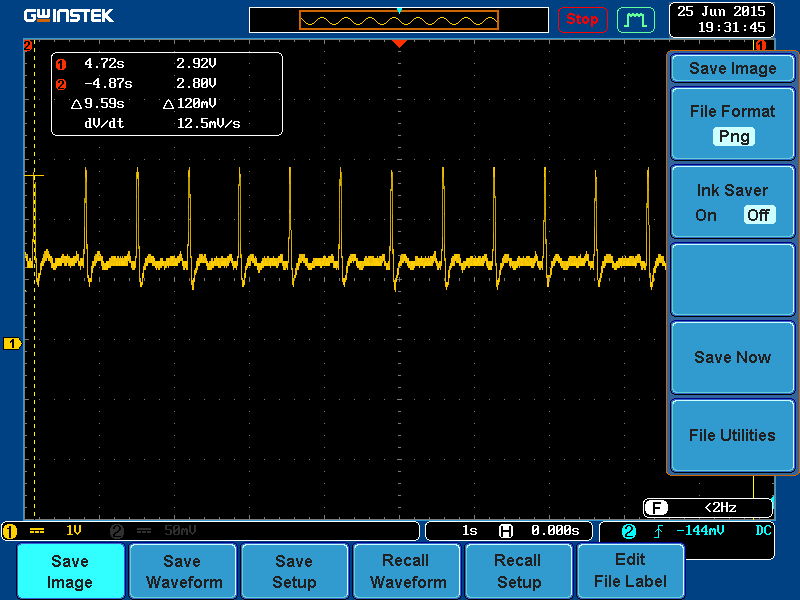 GWINSTEK
Stop
25 Jun 2015
19:31:45
2
1
1 4.72s 2.92V
2 -4.87s 2.80V
△9.59s △120mV
dV/dt 12.5mV/s
Save Image
File Format
Png
Ink Saver
On Off
Save Now
File Utilities
1
F <2Hz
1 1V 2 50mV
1s H 0.000s
2 -144mV DC
Save Image
Save Waveform
Save Setup
Recall Waveform
Recall Setup
Edit File Label